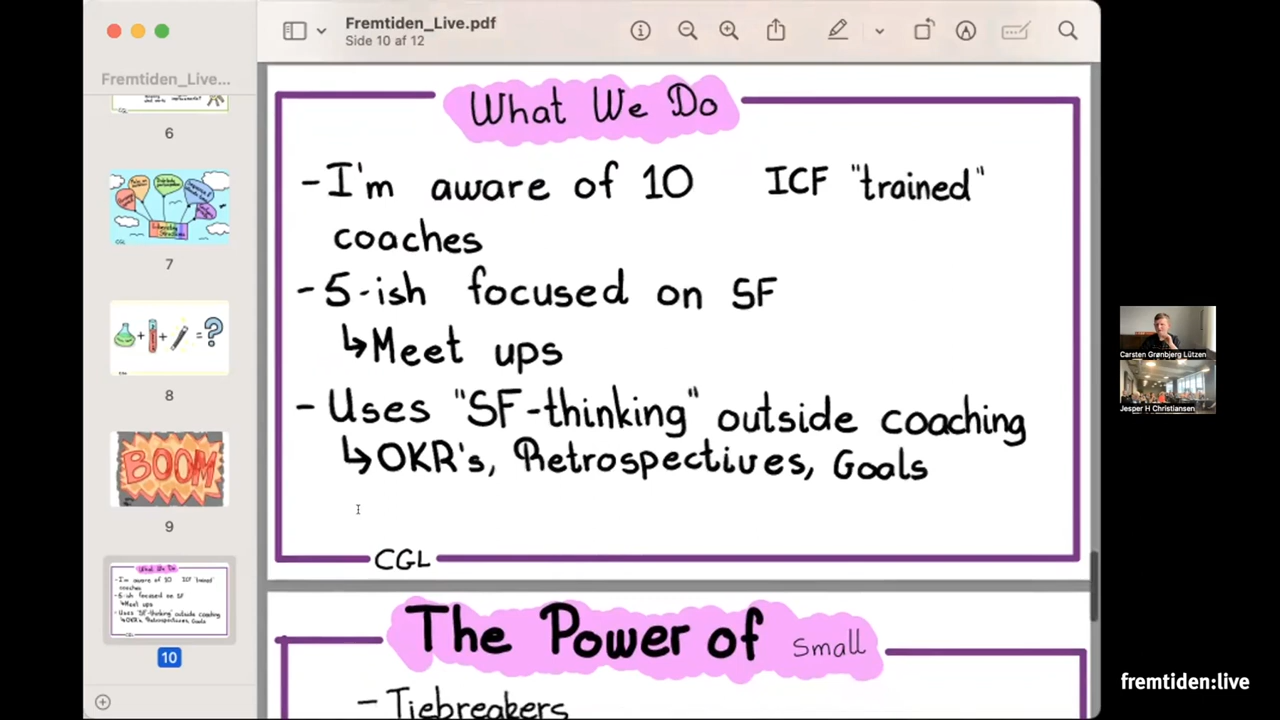 Fremtiden_Live.pdf
Side 10 af 12
Fremtiden_Live...
CGL
6
7
8
BOOM
9
10
What We Do
-I'm aware of 10 ICF "trained"
coaches
-5-ish focused on SF
↳Meet ups
-Uses "SF-thinking" outside coaching
↳OKR's, Retrospectives, Goals
CGL
The Power of small
-Tiebreakers
Carsten Grønbjerg Lützen
Jesper H Christiansen
fremtiden:live